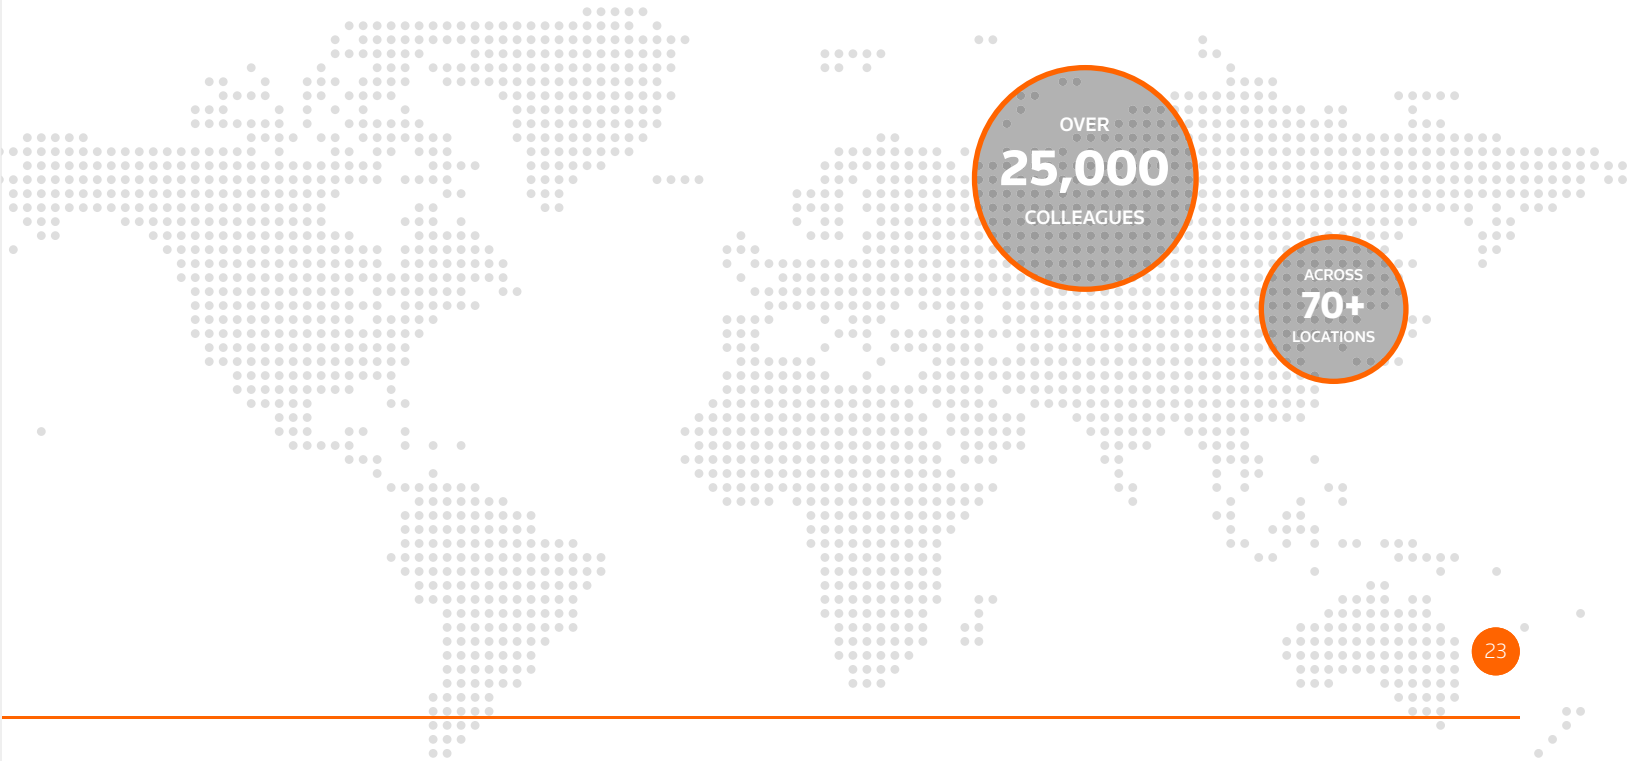 OVER
25,000
COLLEAGUES
ACROSS
70+
LOCATIONS
23